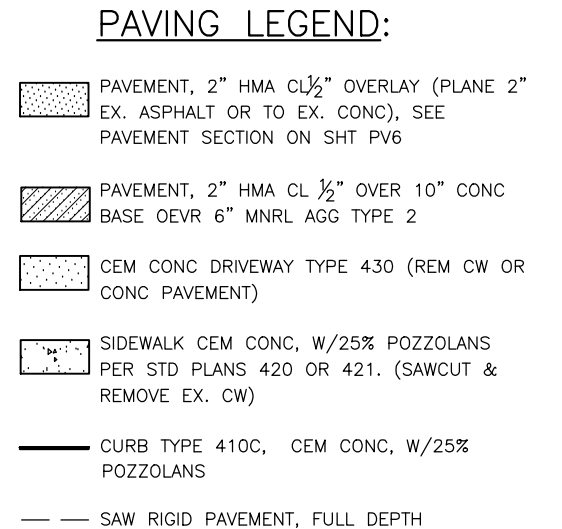 PAVING LEGEND:
PAVEMENT, 2" HMA CL½" OVERLAY (PLANE 2"
EX. ASPHALT OR TO EX. CONC), SEE
PAVEMENT SECTION ON SHT PV6
PAVEMENT, 2" HMA CL ½" OVER 10" CONC
BASE OEVR 6" MNRL AGG TYPE 2
CEM CONC DRIVEWAY TYPE 430 (REM CW OR
CONC PAVEMENT)
SIDEWALK CEM CONC, W/25% POZZOLANS
PER STD PLANS 420 OR 421. (SAWCUT &
REMOVE EX. CW)
CURB TYPE 410C, CEM CONC, W/25%
POZZOLANS
SAW RIGID PAVEMENT, FULL DEPTH